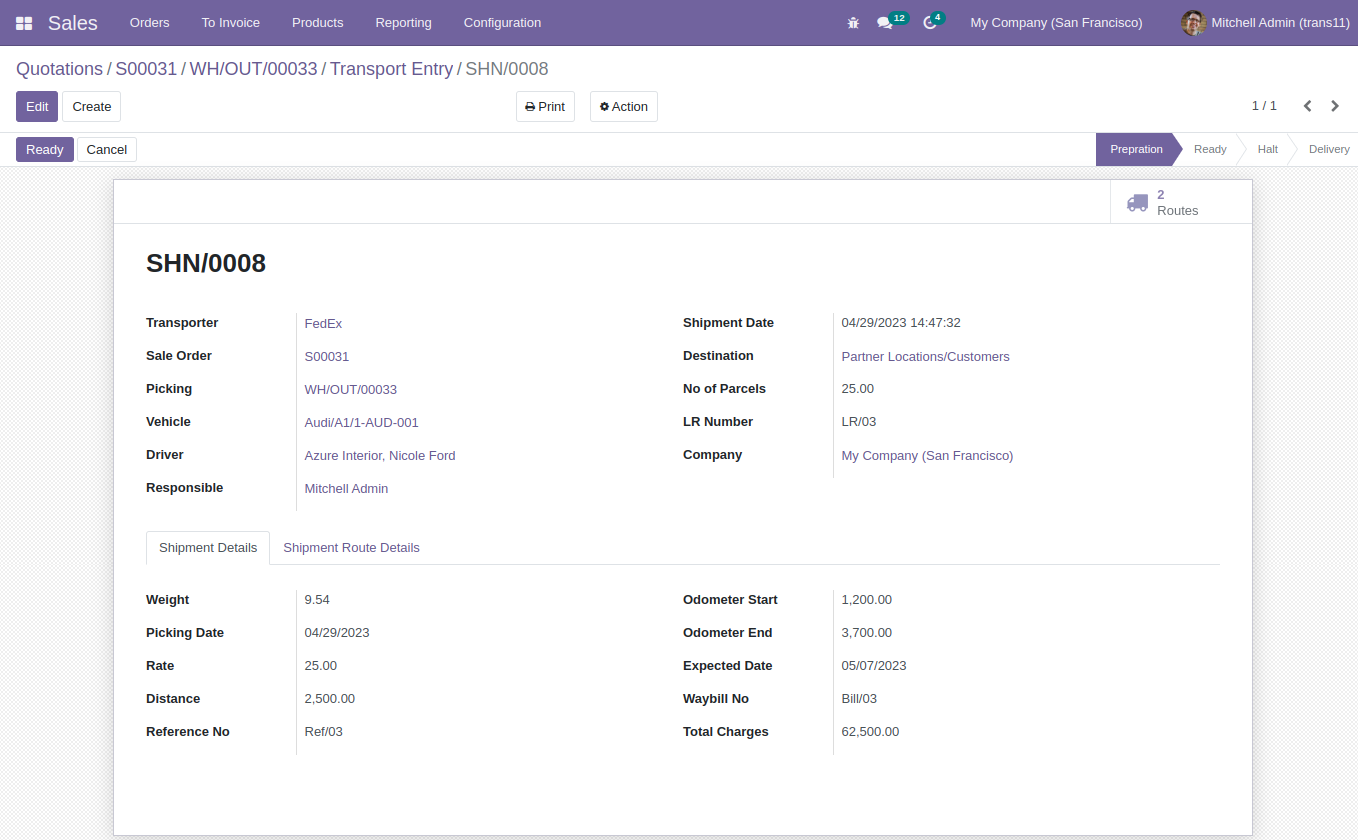 Sales Orders To Invoice Products Reporting Configuration 12 4 My Company (San Francisco) Mitchell Admin (trans11)
Quotations / S00031 / WH/OUT/00033 / Transport Entry / SHN/0008
Edit Create Print Action 1 / 1
Ready Cancel Prepration Ready Halt Delivery
2
Routes
SHN/0008
Transporter FedEx Shipment Date 04/29/2023 14:47:32
Sale Order S00031 Destination Partner Locations/Customers
Picking WH/OUT/00033 No of Parcels 25.00
Vehicle Audi/A1/1-AUD-001 LR Number LR/03
Driver Azure Interior, Nicole Ford Company My Company (San Francisco)
Responsible Mitchell Admin
Shipment Details Shipment Route Details
Weight 9.54 Odometer Start 1,200.00
Picking Date 04/29/2023 Odometer End 3,700.00
Rate 25.00 Expected Date 05/07/2023
Distance 2,500.00 Waybill No Bill/03
Reference No Ref/03 Total Charges 62,500.00